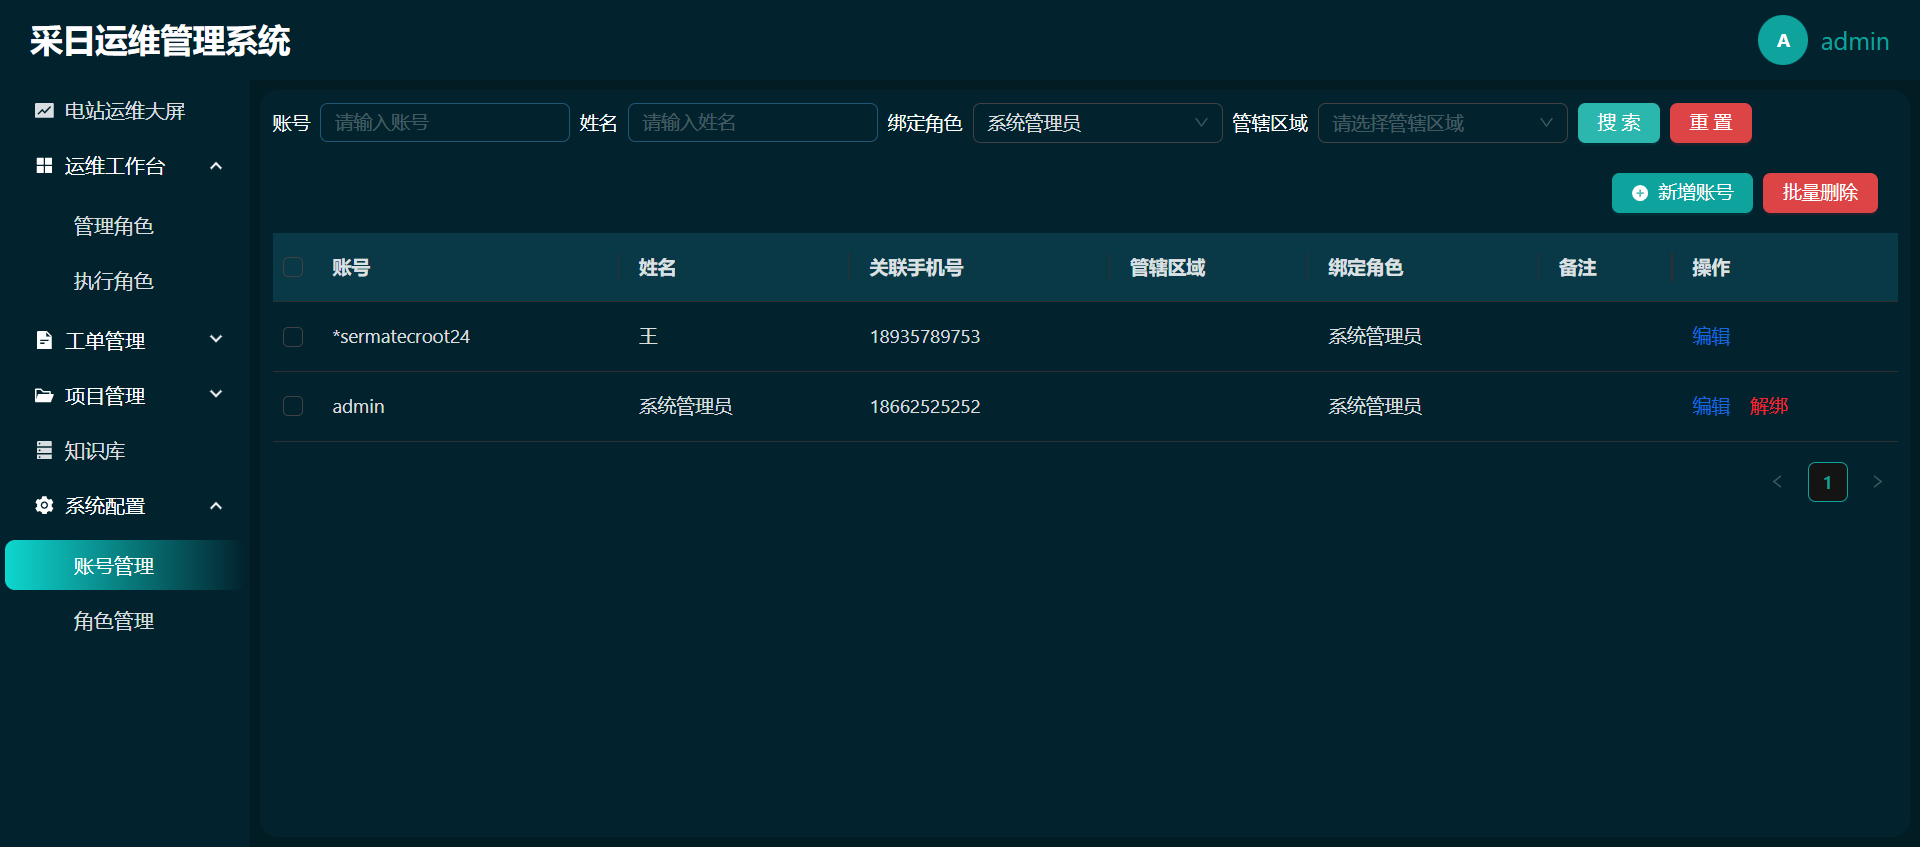 采日运维管理系统
A admin
电站运维大屏
运维工作台
管理角色
执行角色
工单管理
项目管理
知识库
系统配置
账号管理
角色管理
账号 请输入账号 姓名 请输入姓名 绑定角色 系统管理员 管辖区域 请选择管辖区域 搜索 重置
新增账号 批量删除
账号 姓名 关联手机号 管辖区域 绑定角色 备注 操作
*sermatecroot24 王 18935789753 系统管理员 编辑
admin 系统管理员 18662525252 系统管理员 编辑 解绑
1